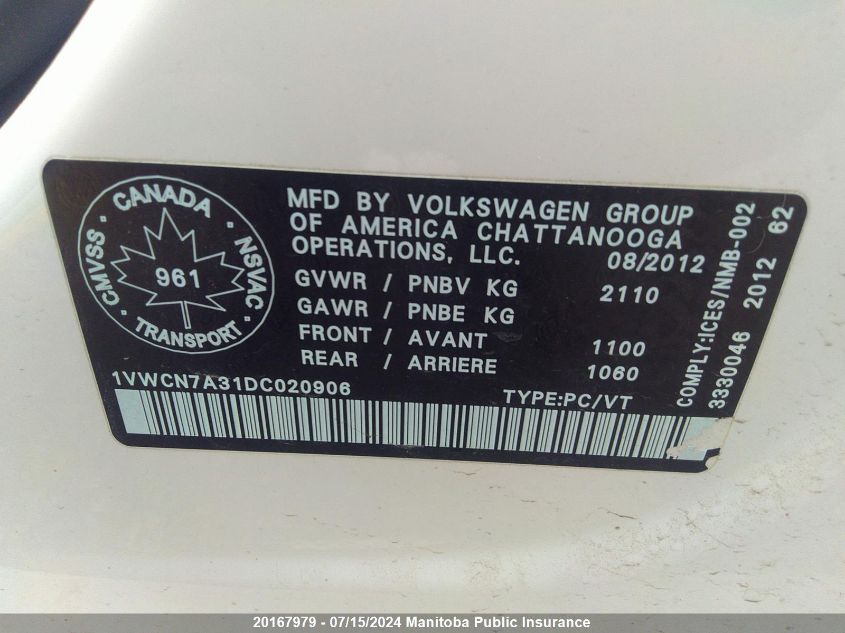 CANADA
CMVSS
NSVAC
961
TRANSPORT
MFD BY VOLKSWAGEN GROUP
OF AMERICA CHATTANOOGA
OPERATIONS, LLC. 08/2012
GVWR / PNBV KG 2110
GAWR / PNBE KG
FRONT / AVANT 1100
REAR / ARRIERE 1060
1VWCN7A31DC020906 TYPE:PC/VT
COMPLY:ICES/NMB-002
3330046 2012 62
20167979 - 07/15/2024 Manitoba Public Insurance